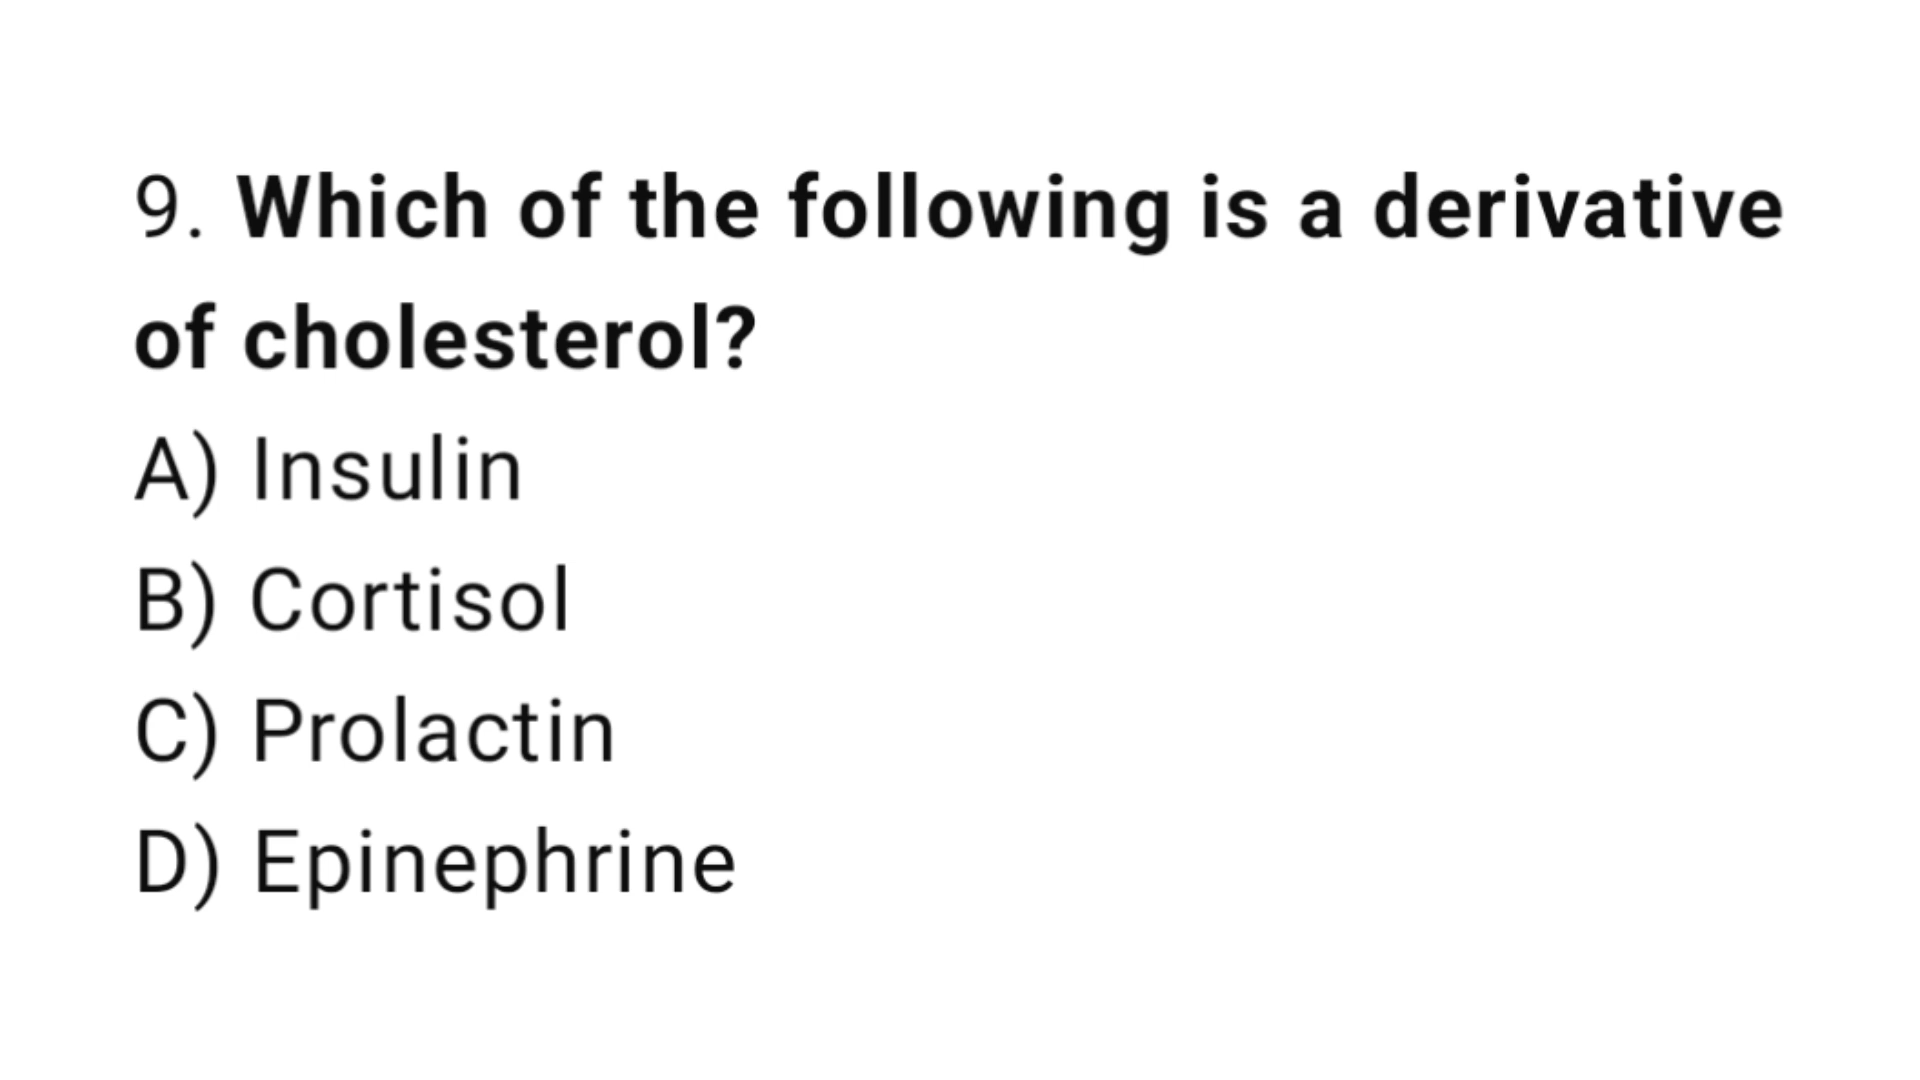 9. Which of the following is a derivative
of cholesterol?
A) Insulin
B) Cortisol
C) Prolactin
D) Epinephrine